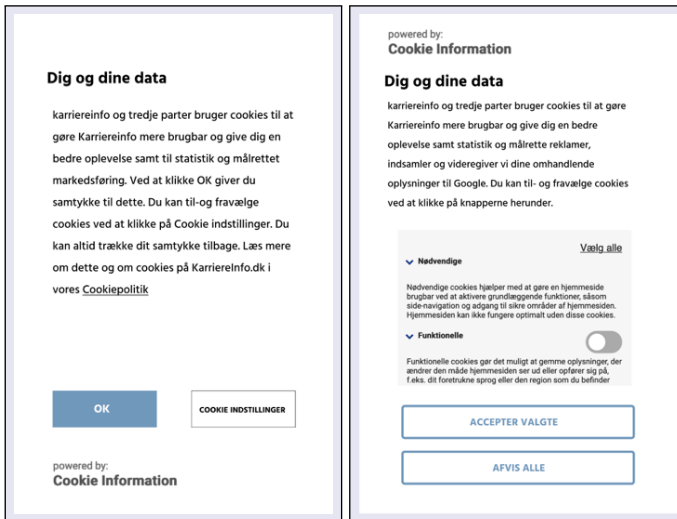 Dig og dine data
karriereinfo og tredje parter bruger cookies til at
gøre Karriereinfo mere brugbar og give dig en
bedre oplevelse samt til statistik og målrettet
markedsføring. Ved at klikke OK giver du
samtykke til dette. Du kan til-og fravælge
cookies ved at klikke på Cookie indstillinger. Du
kan altid trække dit samtykke tilbage. Læs mere
om dette og om cookies på KarriereInfo.dk i
vores Cookiepolitik
OK
COOKIE INDSTILLINGER
powered by:
Cookie Information
powered by:
Cookie Information
Dig og dine data
karriereinfo og tredje parter bruger cookies til at gøre
Karriereinfo mere brugbar og give dig en bedre
oplevelse samt statistik og målrette reklamer,
indsamler og videregiver vi dine omhandlende
oplysninger til Google. Du kan til- og fravælge cookies
ved at klikke på knapperne herunder.
Vælg alle
Nødvendige
Nødvendige cookies hjælper med at gøre en hjemmeside
brugbar ved at aktivere grundlæggende funktioner, såsom
side-navigation og adgang til sikre områder af hjemmesiden.
Hjemmesiden kan ikke fungere optimalt uden disse cookies.
Funktionelle
Funktionelle cookies gør det muligt at gemme oplysninger, der
ændrer den måde hjemmesiden ser ud eller opfører sig på,
f.eks. dit foretrukne sprog eller den region som du befinder
ACCEPTER VALGTE
AFVIS ALLE